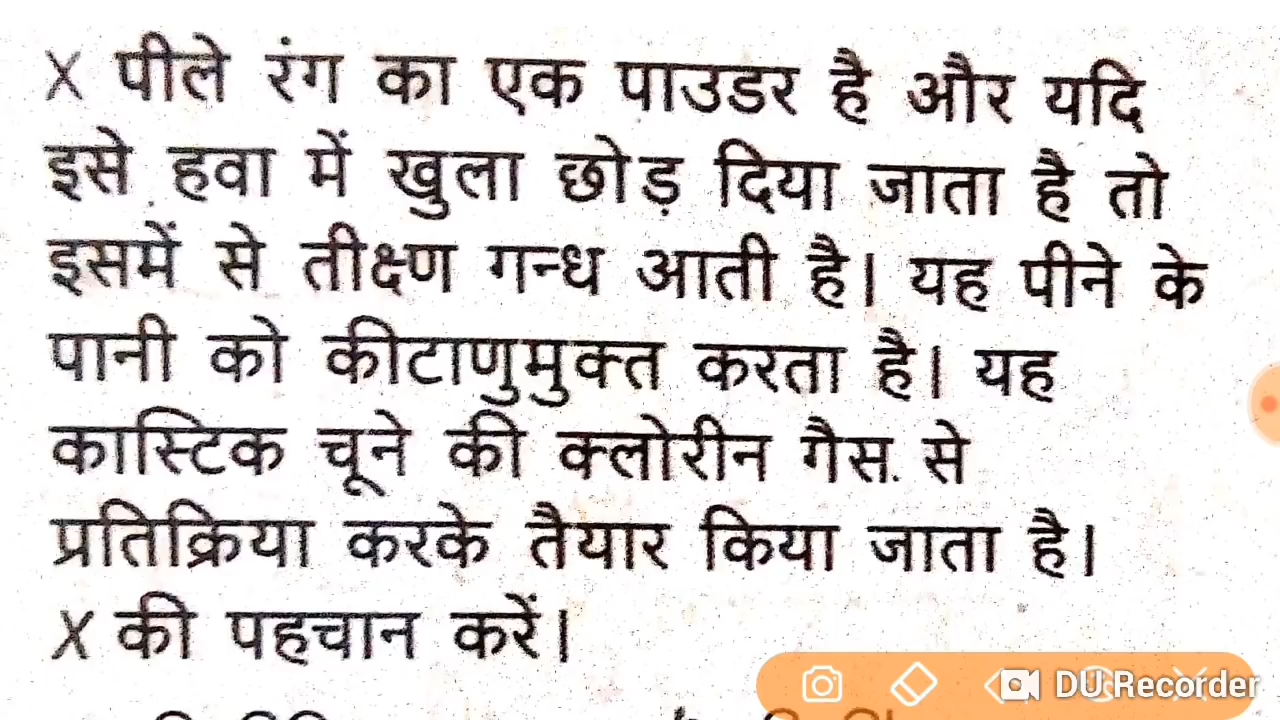 X पीले रंग का एक पाउडर है और यदि
इसे हवा में खुला छोड़ दिया जाता है तो
इसमें से तीक्ष्ण गन्ध आती है। यह पीने के
पानी को कीटाणुमुक्त करता है। यह
कास्टिक चूने की क्लोरीन गैस से
प्रतिक्रिया करके तैयार किया जाता है।
X की पहचान करें।
DU Recorder